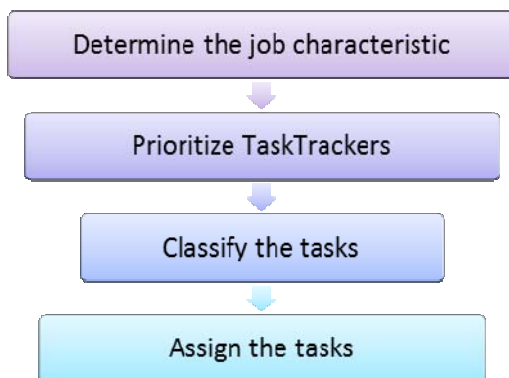 Determine the job characteristic
Prioritize TaskTrackers
Classify the tasks
Assign the tasks